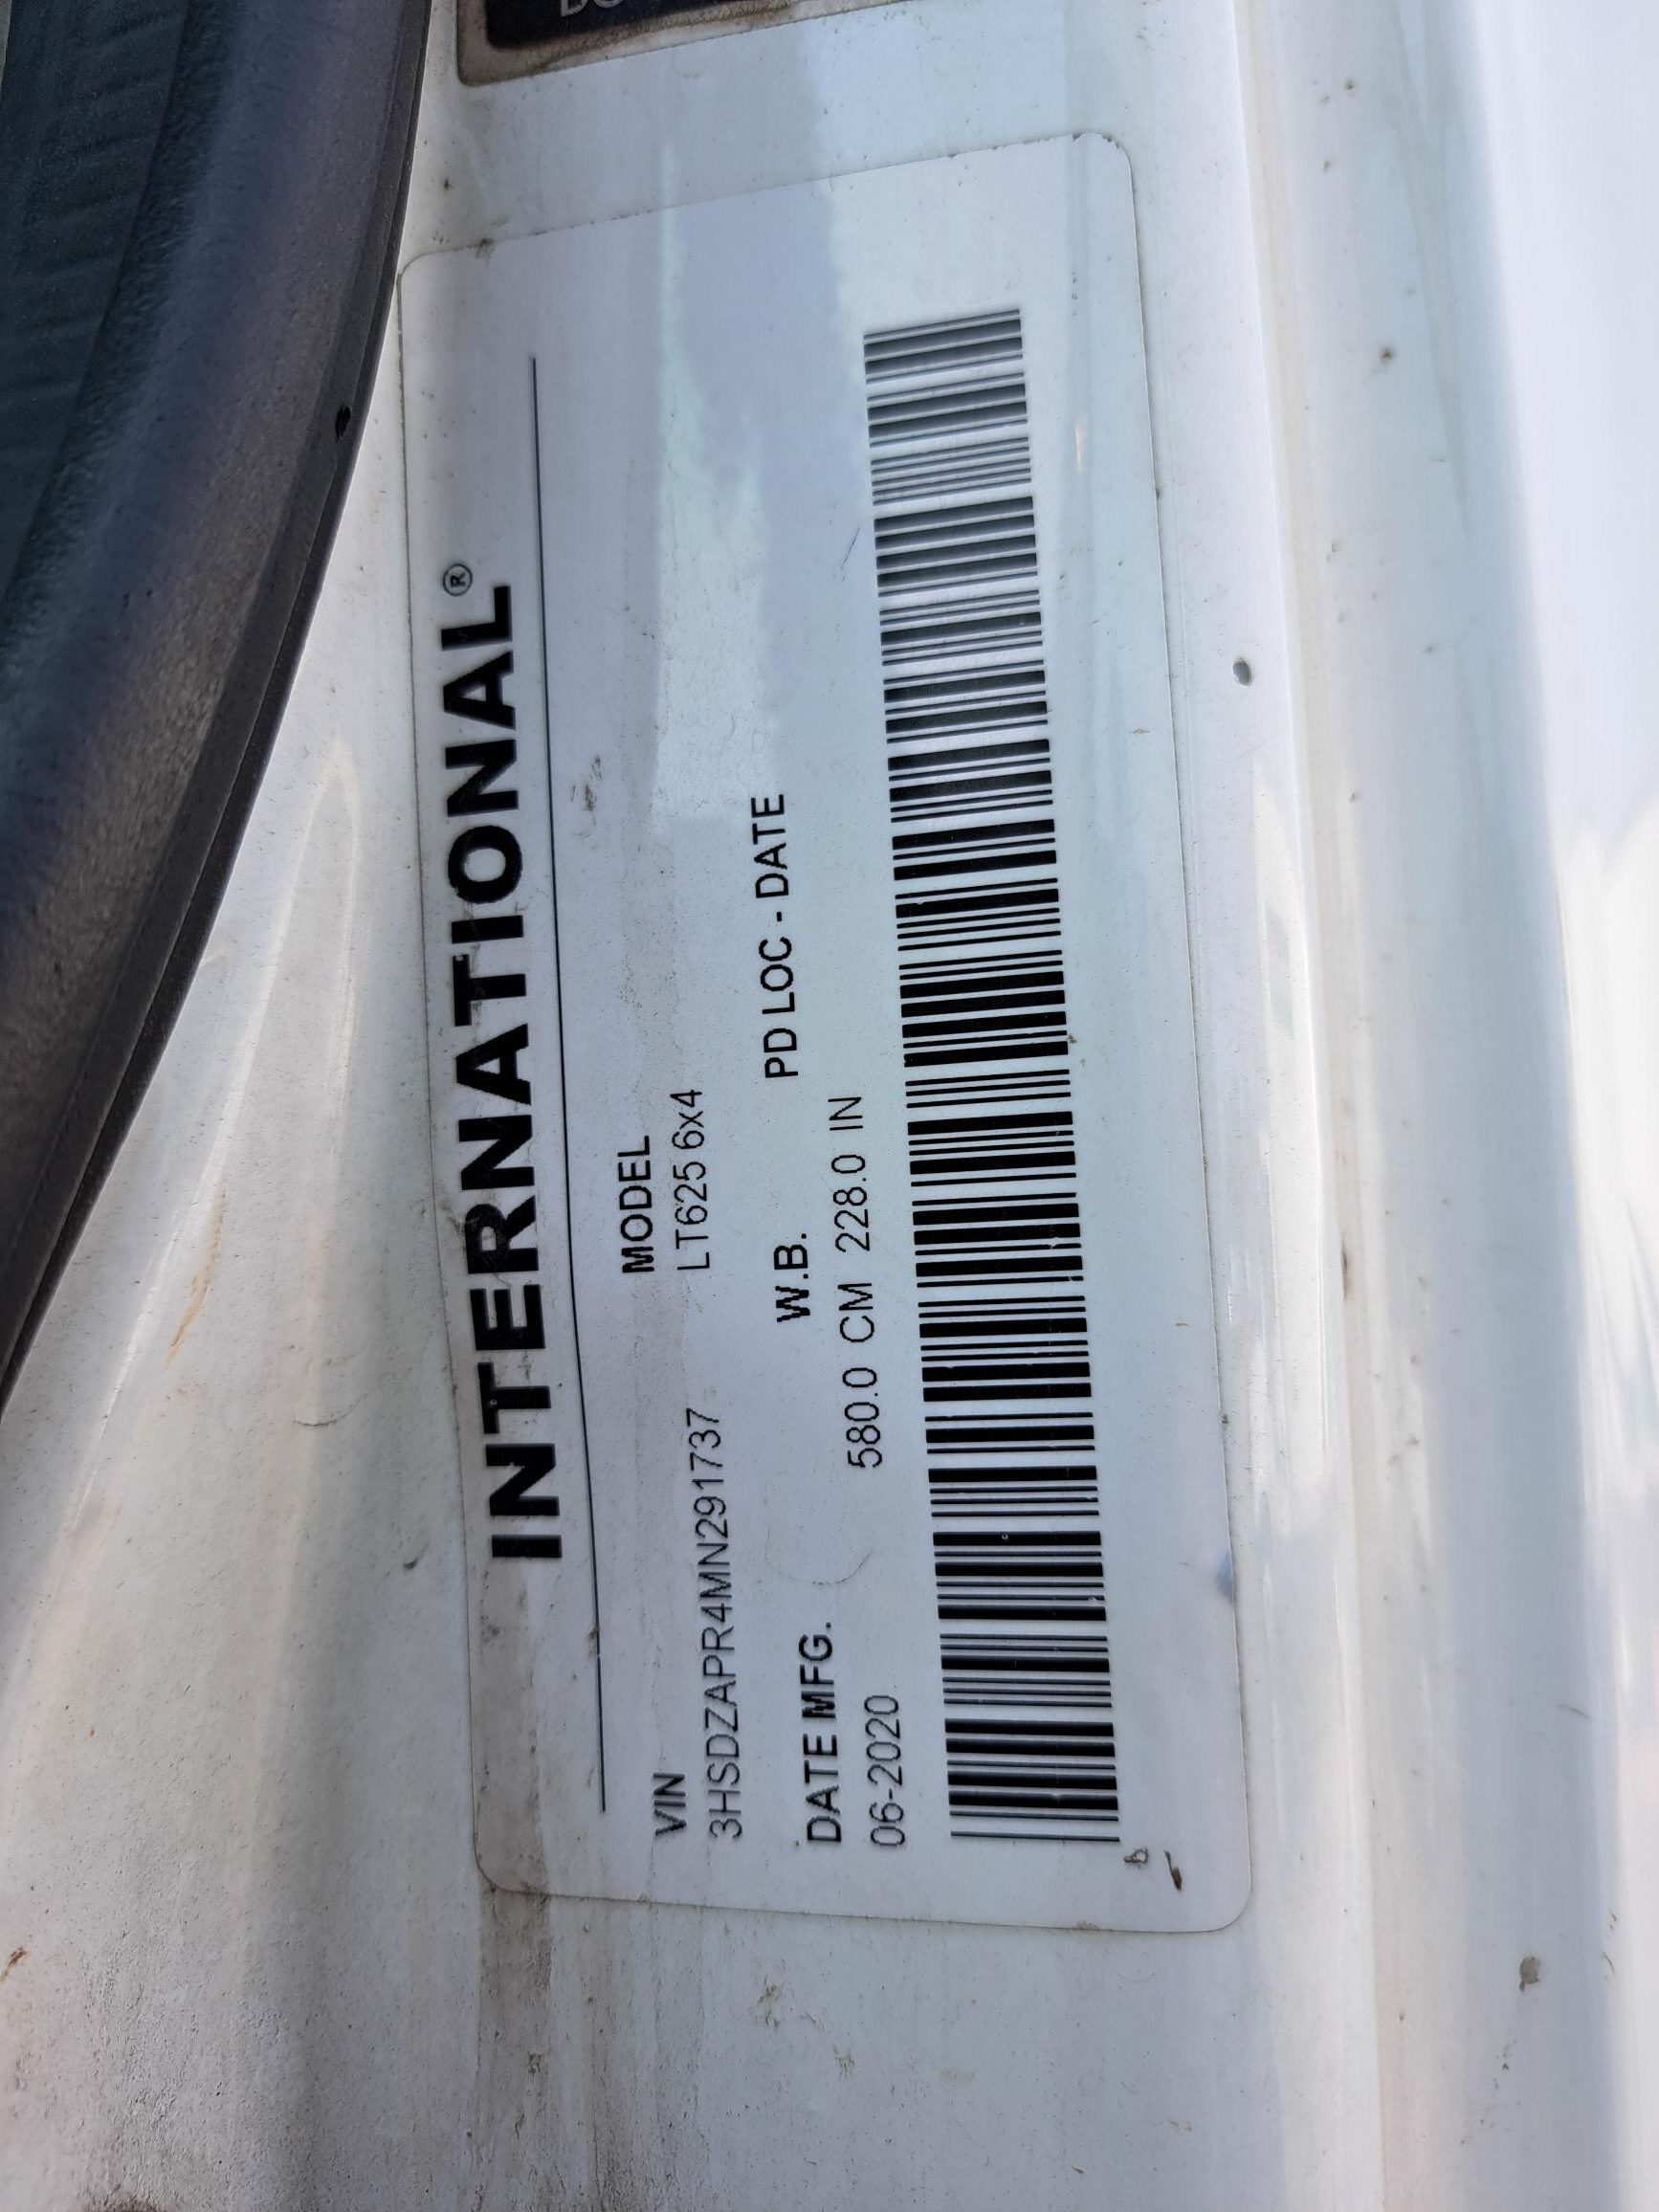 INTERNATIONAL®
VIN MODEL
3HSDZAPR4MN291737 LT625 6x4
DATE MFG. W.B. PD LOC - DATE
06-2020 580.0 CM 228.0 IN